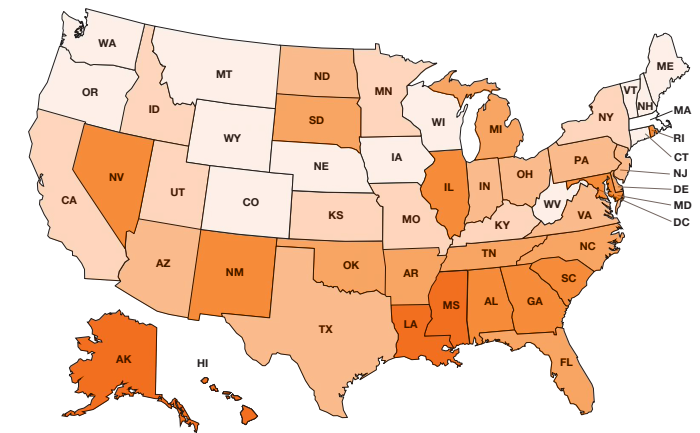 WA
MT
ND
MN
ME
OR
ID
SD
WI
MI
VT
NH
NY
MA
WY
RI
CT
NJ
DE
MD
DC
NE
IA
PA
NV
UT
CO
IL
IN
OH
WV
VA
CA
KS
MO
KY
AZ
NM
OK
AR
TN
NC
SC
TX
LA
MS
AL
GA
FL
AK
HI